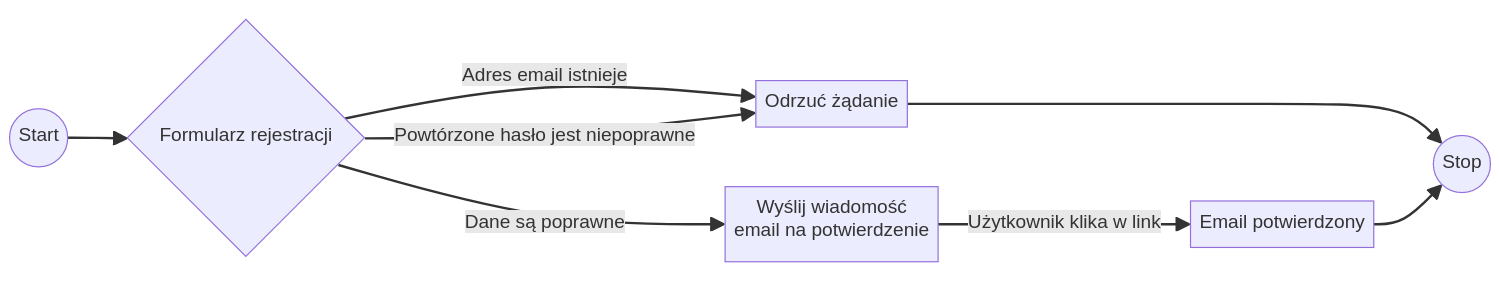 Start
Formularz rejestracji
Adres email istnieje
Powtórzone hasło jest niepoprawne
Dane są poprawne
Odrzuć żądanie
Wyślij wiadomość
email na potwierdzenie
Użytkownik klika w link
Email potwierdzony
Stop